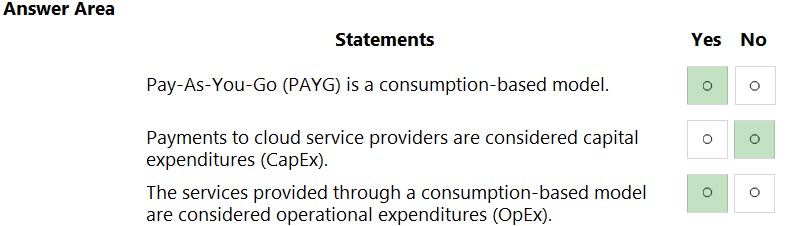 Answer Area
Statements Yes No
Pay-As-You-Go (PAYG) is a consumption-based model.
Payments to cloud service providers are considered capital
expenditures (CapEx).
The services provided through a consumption-based model
are considered operational expenditures (OpEx).